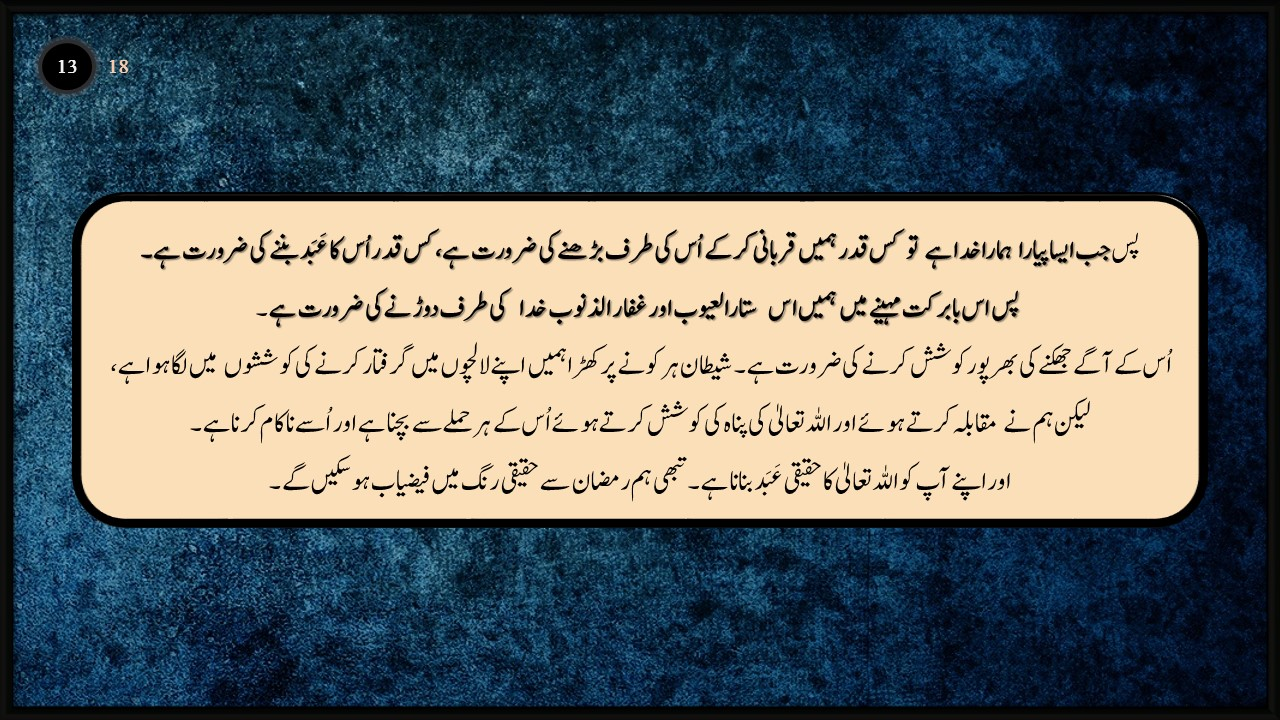 13 18
پس جب ایسا پیارا ہمارا خدا ہے تو کس قدر ہمیں قربانی کر کے اُس کی طرف بڑھنے کی ضرورت ہے، کس قدر اُس کا عَبَد بننے کی ضرورت ہے۔
پس اس بابرکت مہینے میں ہمیں اس ستار العیوب اور غفار الذنوب خدا کی طرف دوڑنے کی ضرورت ہے۔
اُس کے آگے جھکنے کی بھرپور کوشش کرنے کی ضرورت ہے۔ شیطان ہر کونے پر کھڑا ہمیں اپنے لالچوں میں گرفتار کرنے کی کوششوں میں لگا ہوا ہے،
لیکن ہم نے مقابلہ کرتے ہوئے اور اللہ تعالیٰ کی پناہ کی کوشش کرتے ہوئے اُس کے ہر حملے سے بچنا ہے اور اُسے ناکام کرنا ہے۔
اور اپنے آپ کو اللہ تعالیٰ کا حقیقی عَبَد بنانا ہے۔ تبھی ہم رمضان سے حقیقی رنگ میں فیضیاب ہو سکیں گے۔